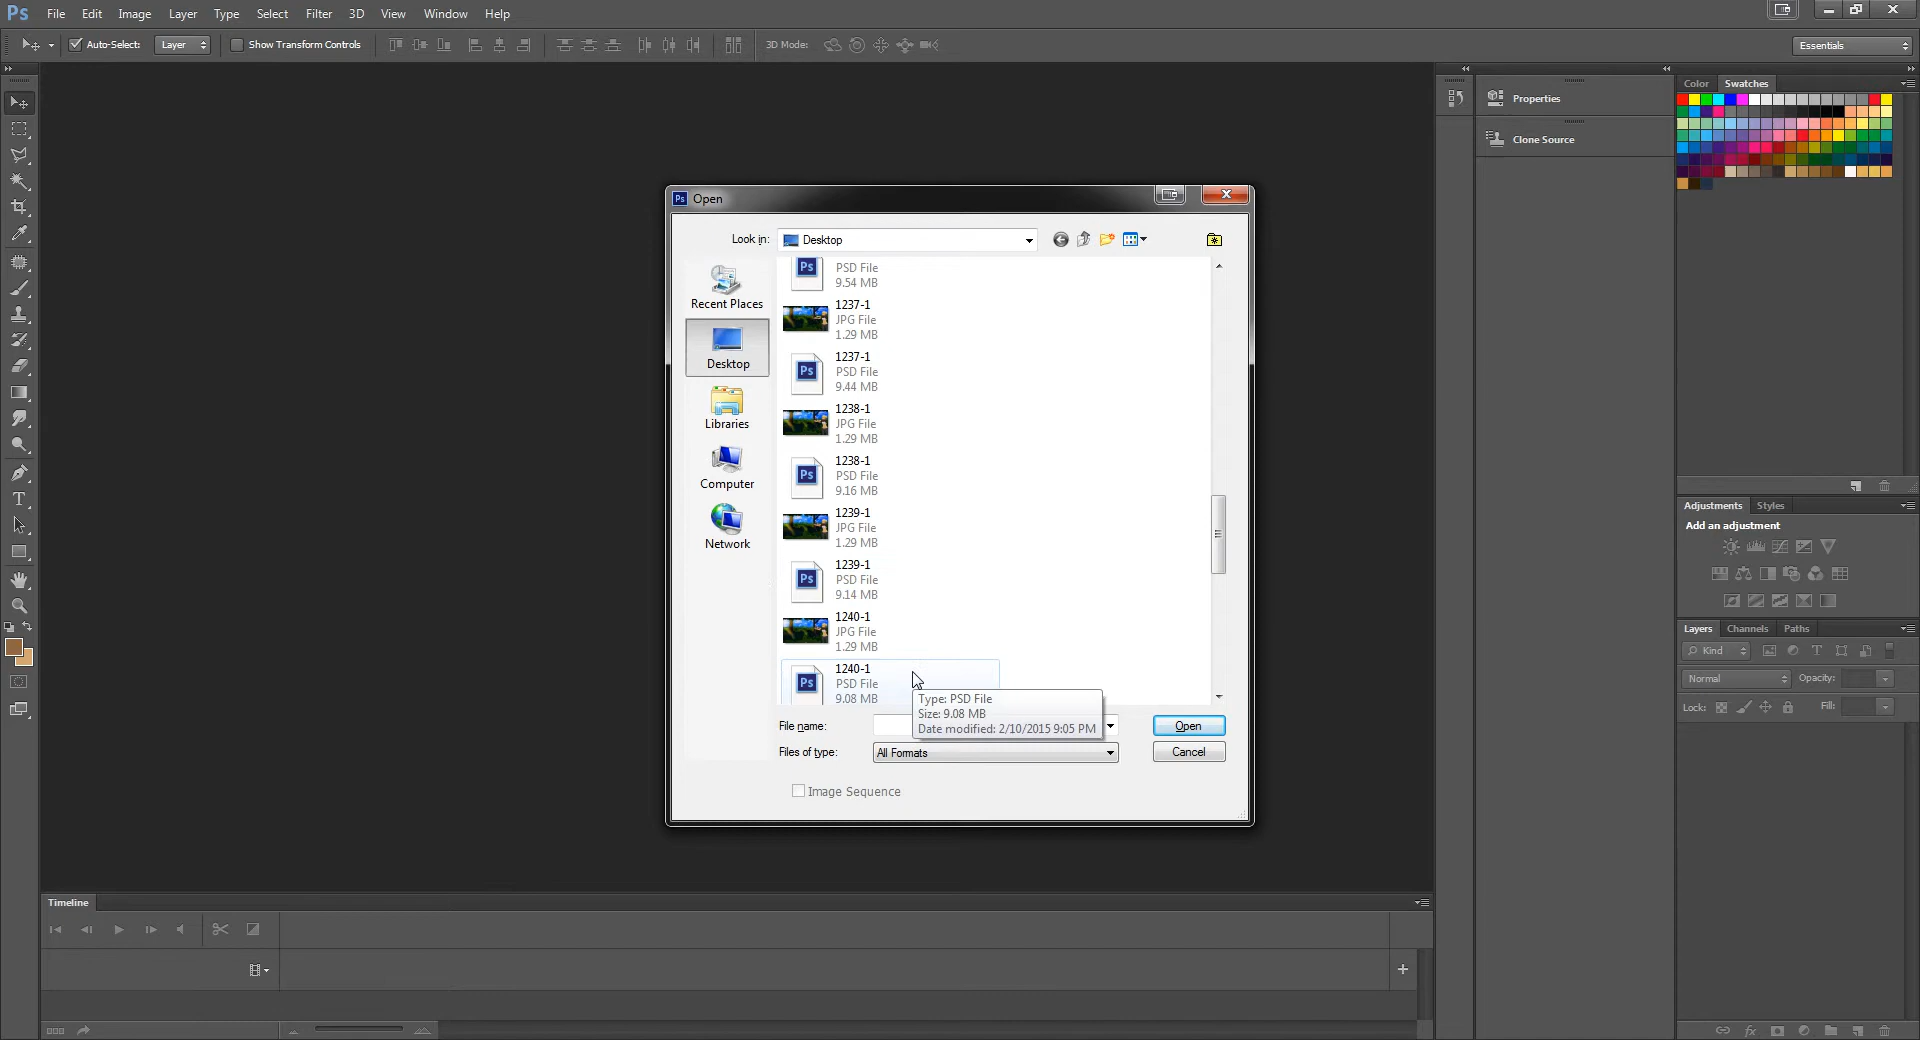 Ps File Edit Image Layer Type Select Filter 3D View Window Help
Auto-Select: Layer Show Transform Controls 3D Mode: Essentials
Color Swatches
Properties
Clone Source
Ps Open
Look in: Desktop
Recent Places
Desktop
Libraries
Computer
Network
Ps PSD File
9.54 MB
1237-1
JPG File
1.29 MB
1237-1
Ps PSD File
9.44 MB
1238-1
JPG File
1.29 MB
1238-1
Ps PSD File
9.16 MB
1239-1
JPG File
1.29 MB
1239-1
Ps PSD File
9.14 MB
1240-1
JPG File
1.29 MB
1240-1
Ps PSD File
9.08 MB
Type: PSD File
Size: 9.08 MB
Date modified: 2/10/2015 9:05 PM
File name: Open
Files of type: All Formats Cancel
Image Sequence
Adjustments Styles
Add an adjustment
Layers Channels Paths
Kind
Normal Opacity:
Lock: Fill:
Timeline